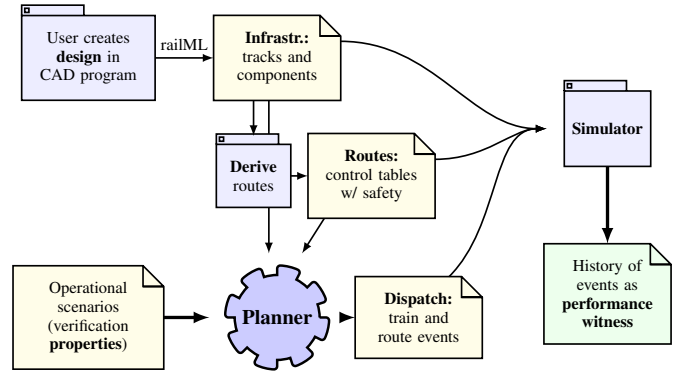 User creates
design in
CAD program
railML
Infrastr.:
tracks and
components
Simulator
Derive
routes
Routes:
control tables
w/ safety
Operational
scenarios
(verification
properties)
Planner
Dispatch:
train and
route events
History of
events as
performance
witness